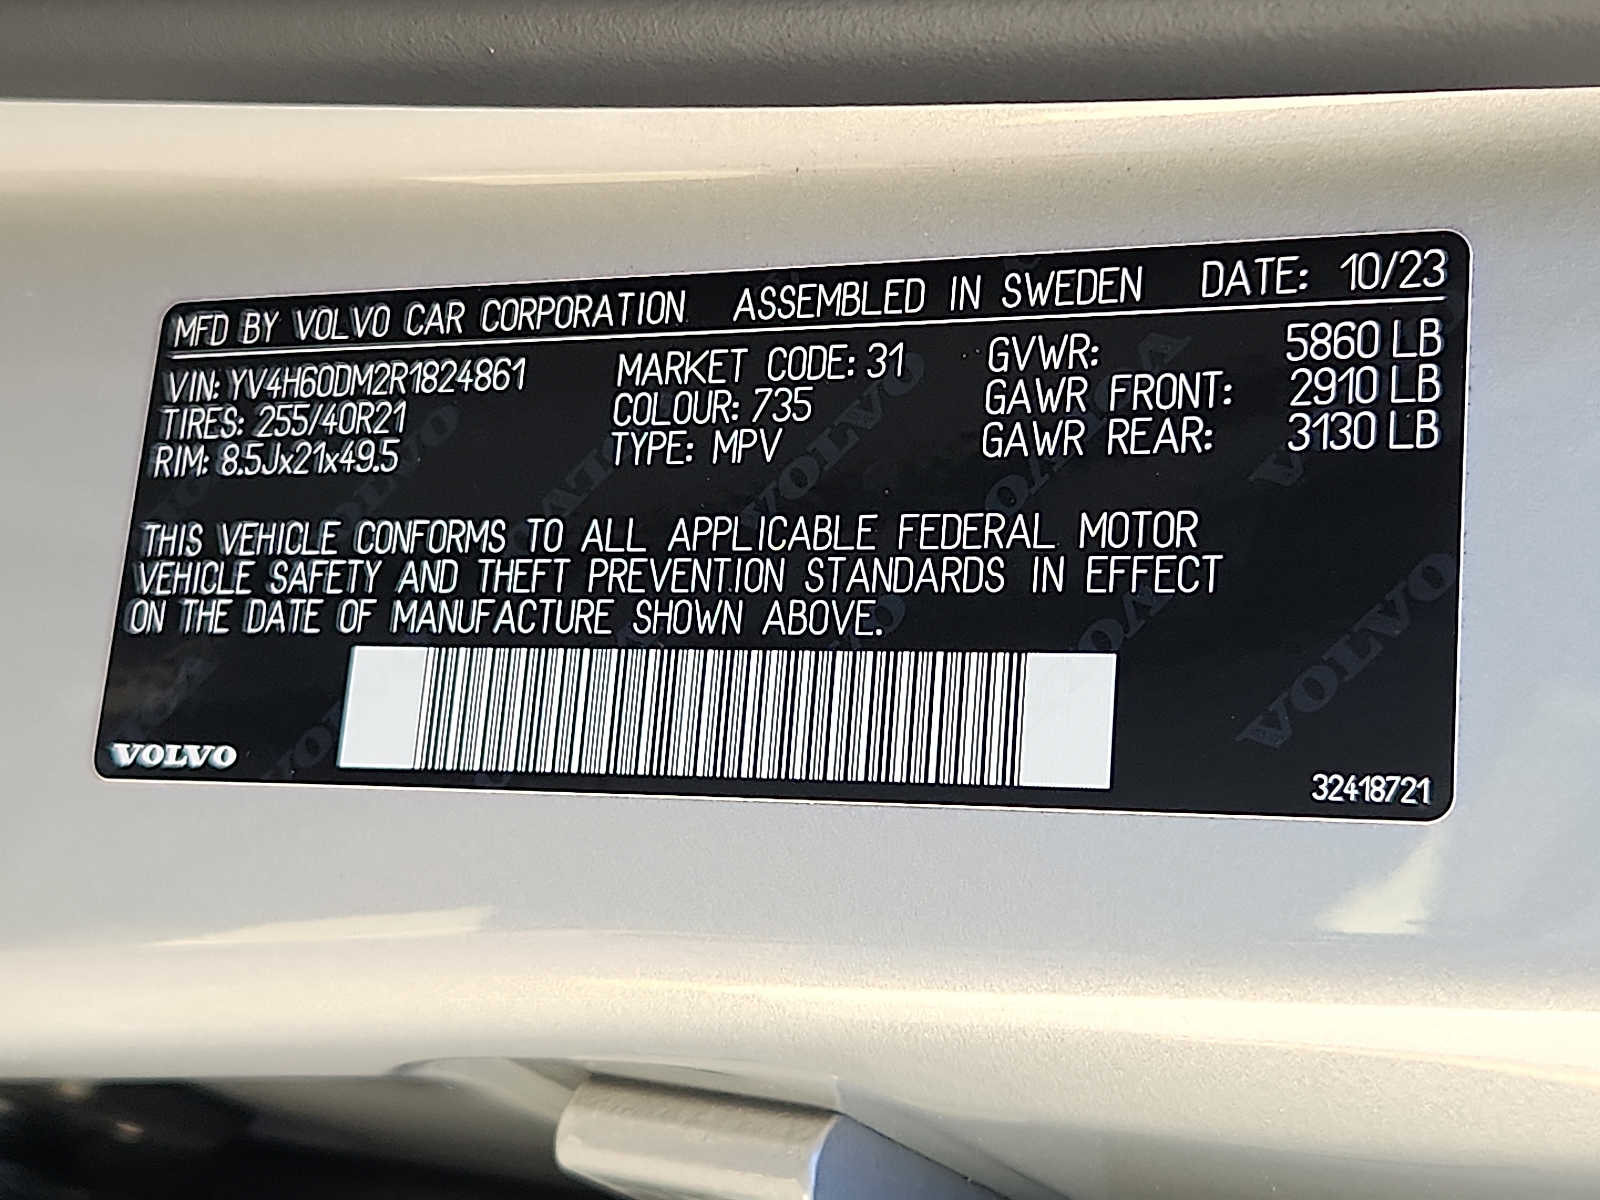 MFD BY VOLVO CAR CORPORATION ASSEMBLED IN SWEDEN DATE: 10/23
VIN: YV4H60DM2R1824861 MARKET CODE: 31 GVWR: 5860 LB
TIRES: 255/40R21 COLOUR: 735 GAWR FRONT: 2910 LB
RIM: 8.5Jx21x49.5 TYPE: MPV GAWR REAR: 3130 LB
THIS VEHICLE CONFORMS TO ALL APPLICABLE FEDERAL MOTOR
VEHICLE SAFETY AND THEFT PREVENTION STANDARDS IN EFFECT
ON THE DATE OF MANUFACTURE SHOWN ABOVE.
VOLVO
32418721